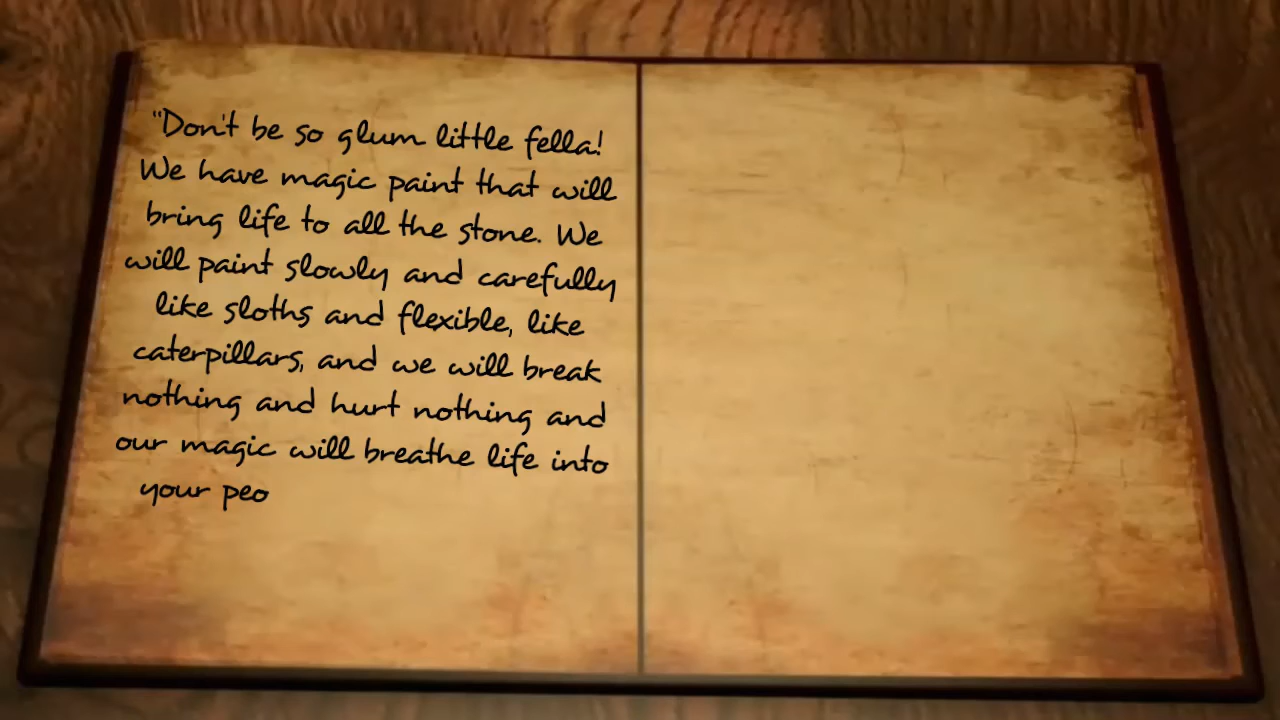 "Don't be so glum little fella!
We have magic paint that will
bring life to all the stone. We
will paint slowly and carefully
like sloths and flexible, like
caterpillars, and we will break
nothing and hurt nothing and
our magic will breathe life into
your peo